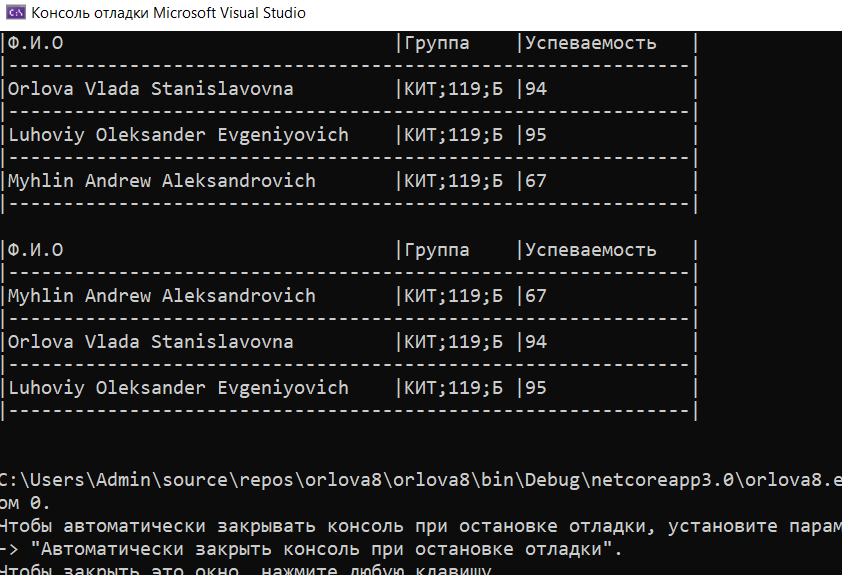 Консоль отладки Microsoft Visual Studio
|Ф.И.О |Группа |Успеваемость |
|---------------------------------------------------------------|
|Orlova Vlada Stanislavovna |КИТ;119;Б |94 |
|---------------------------------------------------------------|
|Luhoviy Oleksander Evgeniyovich |КИТ;119;Б |95 |
|---------------------------------------------------------------|
|Myhlin Andrew Aleksandrovich |КИТ;119;Б |67 |
|---------------------------------------------------------------|
|Ф.И.О |Группа |Успеваемость |
|---------------------------------------------------------------|
|Myhlin Andrew Aleksandrovich |КИТ;119;Б |67 |
|---------------------------------------------------------------|
|Orlova Vlada Stanislavovna |КИТ;119;Б |94 |
|---------------------------------------------------------------|
|Luhoviy Oleksander Evgeniyovich |КИТ;119;Б |95 |
|---------------------------------------------------------------|
C:\Users\Admin\source\repos\orlova8\orlova8\bin\Debug\netcoreapp3.0\orlova8.e
ом 0.
Чтобы автоматически закрывать консоль при остановке отладки, установите парам
-> "Автоматически закрыть консоль при остановке отладки".
Чтобы закрыть это окно, нажмите любую клавишу